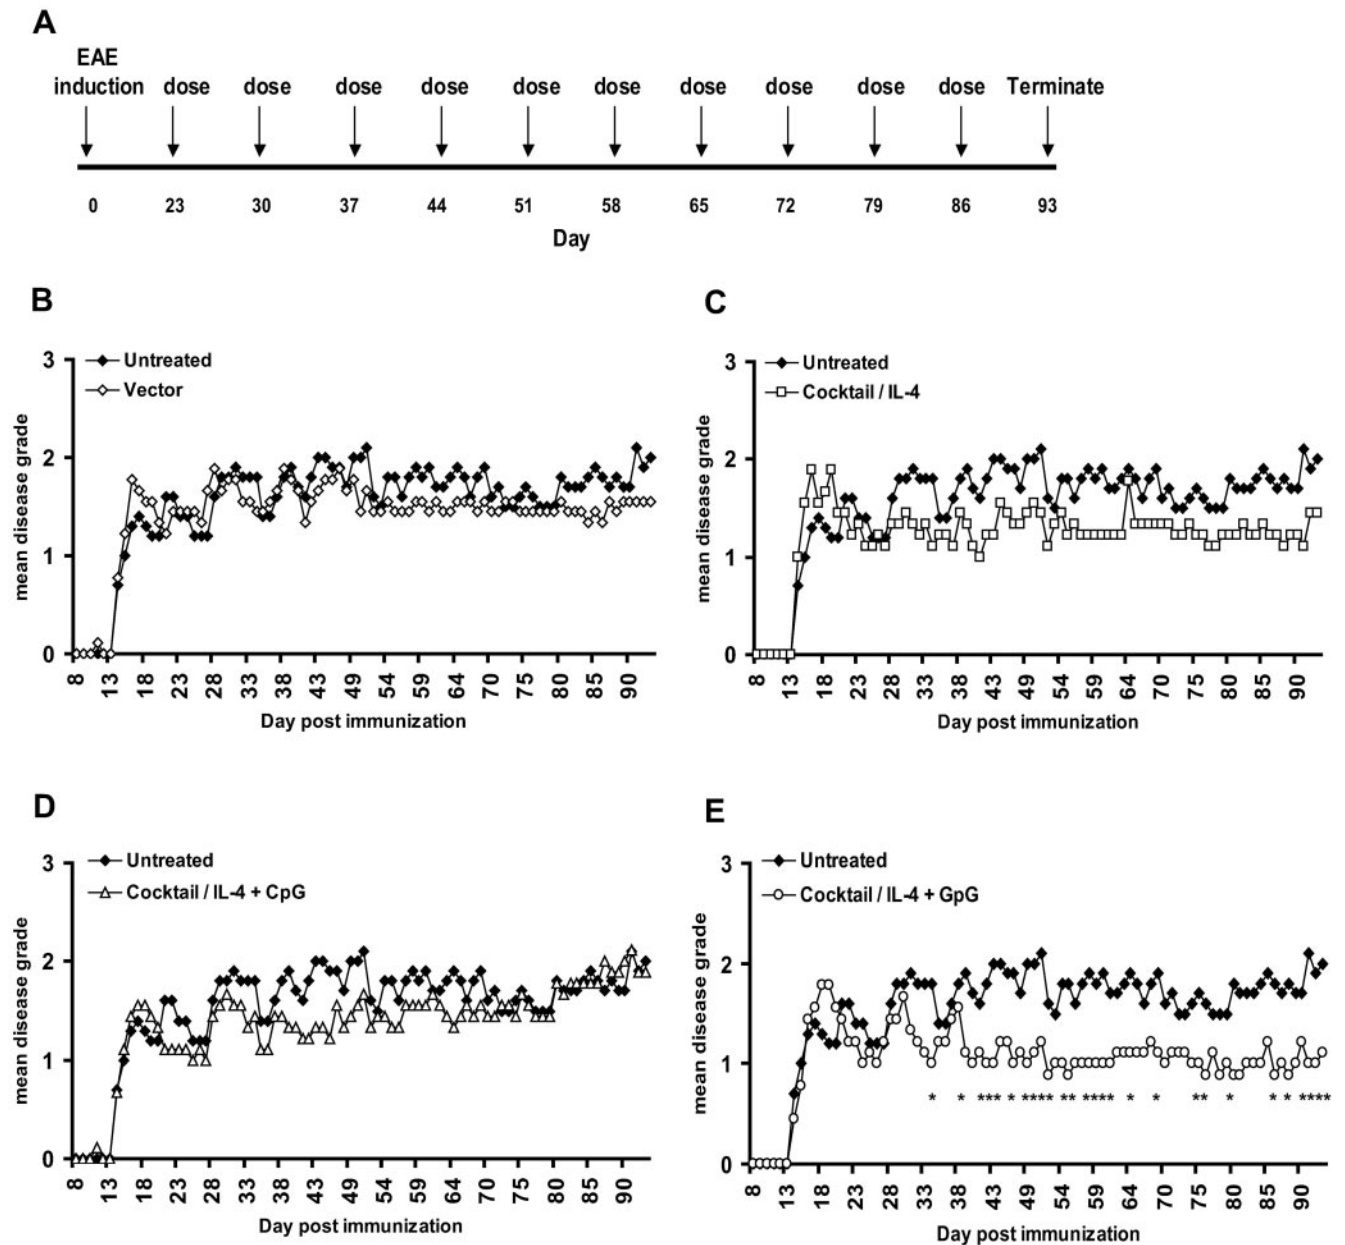 A
EAE
induction dose dose dose dose dose dose dose dose dose dose Terminate
0 23 30 37 44 51 58 65 72 79 86 93
Day
B
3
2
1
0
Untreated
Vector
mean disease grade
8 13 18 23 28 33 38 43 49 54 59 64 70 75 80 85 90
Day post immunization
C
3
2
1
0
Untreated
Cocktail / IL-4
mean disease grade
8 13 18 23 28 33 38 43 49 54 59 64 70 75 80 85 90
Day post immunization
D
3
2
1
0
Untreated
Cocktail / IL-4 + CpG
mean disease grade
8 13 18 23 28 33 38 43 49 54 59 64 70 75 80 85 90
Day post immunization
E
3
2
1
0
Untreated
Cocktail / IL-4 + GpG
mean disease grade
* * *** * **** ** **** * * ** * * * ****
8 13 18 23 28 33 38 43 49 54 59 64 70 75 80 85 90
Day post immunization